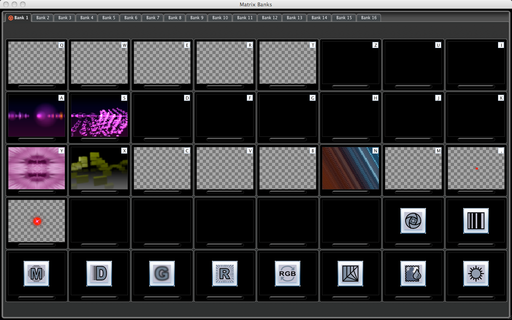 Matrix Banks
Bank 1 Bank 2 Bank 3 Bank 4 Bank 5 Bank 6 Bank 7 Bank 8 Bank 9 Bank 10 Bank 11 Bank 12 Bank 13 Bank 14 Bank 15 Bank 16
Q W E R T Z U I
A S D F G H J K
Y X C V B N M
M D G R RGB